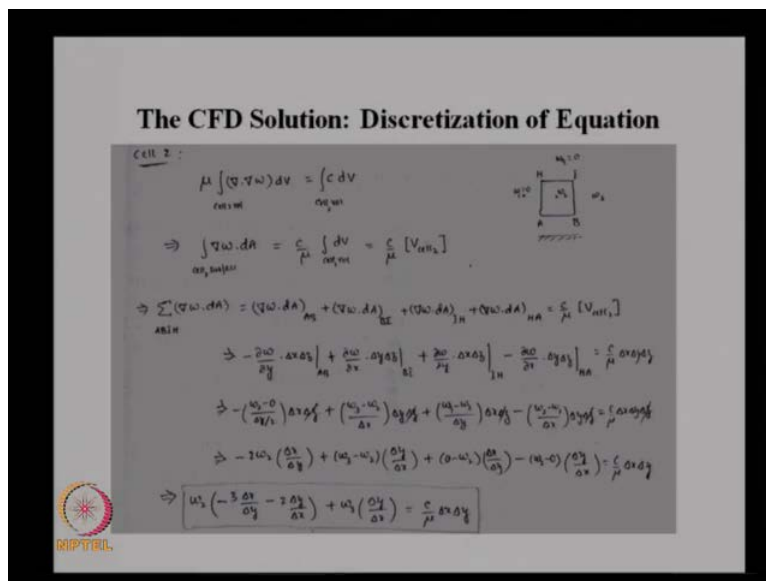 The CFD Solution: Discretization of Equation
Cell 2 :
μ ∫ (∇.∇w) dV = ∫ C dV
w₄=0
H I
w₂ w₃
A B
⇒ ∫ ∇w.dA = C/μ ∫ dV = C/μ [V_cell₂]
⇒ Σ (∇w.dA) = (∇w.dA)_AB + (∇w.dA)_BI + (∇w.dA)_IH + (∇w.dA)_HA = C/μ [V_cell₂]
ABIH
⇒ -∂w/∂y . ΔxΔz|_AB + ∂w/∂x . ΔyΔz|_BI + ∂w/∂y . ΔxΔz|_IH - ∂w/∂x . ΔyΔz|_HA = C/μ ΔxΔyΔz
⇒ -2w₂ (Δx/Δy) + (w₃-w₂) (Δy/Δx) + (0-w₂) (Δx/Δy) - (w₂-0) (Δy/Δx) = C/μ ΔxΔy
⇒ w₂ (-3 Δx/Δy - 2 Δy/Δx) + w₃ (Δy/Δx) = C/μ ΔxΔy
NPTEL